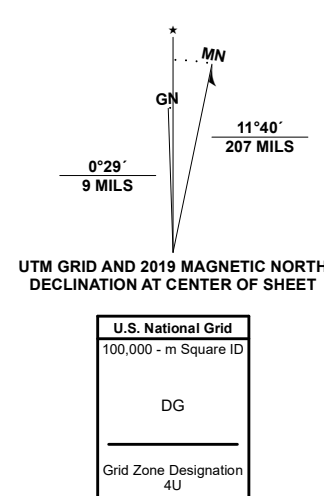 ★
MN
GN
11°40´
207 MILS
0°29´
9 MILS
UTM GRID AND 2019 MAGNETIC NORTH
DECLINATION AT CENTER OF SHEET
U.S. National Grid
100,000 - m Square ID
DG
Grid Zone Designation
4U